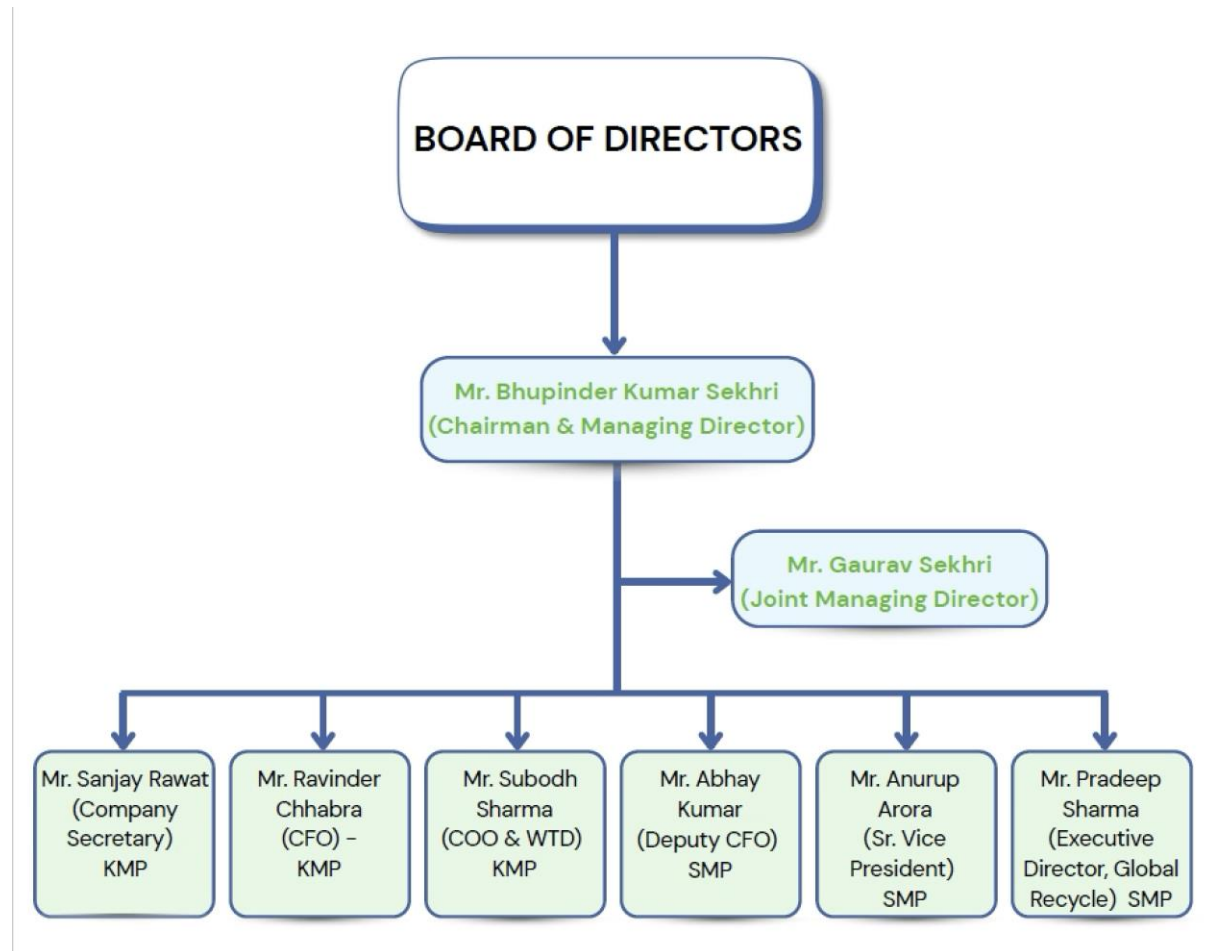 BOARD OF DIRECTORS
Mr. Bhupinder Kumar Sekhri
(Chairman & Managing Director)
Mr. Gaurav Sekhri
(Joint Managing Director)
Mr. Sanjay Rawat
(Company
Secretary)
KMP
Mr. Ravinder
Chhabra
(CFO) -
KMP
Mr. Subodh
Sharma
(COO & WTD)
KMP
Mr. Abhay
Kumar
(Deputy CFO)
SMP
Mr. Anurup
Arora
(Sr. Vice
President)
SMP
Mr. Pradeep
Sharma
(Executive
Director, Global
Recycle) SMP